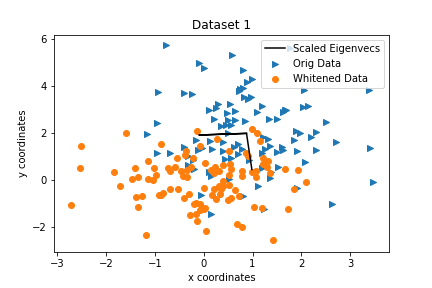 Dataset 1
Scaled Eigenvecs
Orig Data
Whitened Data
y coordinates
6
4
2
0
−2
−3
−2
−1
0
1
2
3
x coordinates